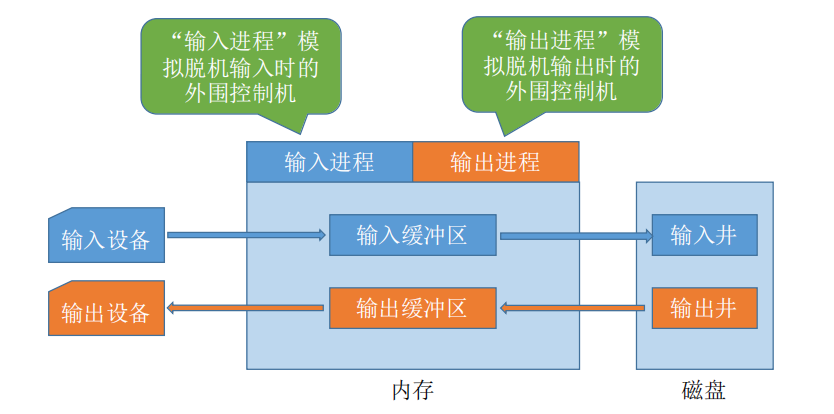 “输入进程”模
拟脱机输入时的
外围控制机
“输出进程”模
拟脱机输出时的
外围控制机
输入进程
输出进程
输入设备
输入缓冲区
输入井
输出设备
输出缓冲区
输出井
内存
磁盘